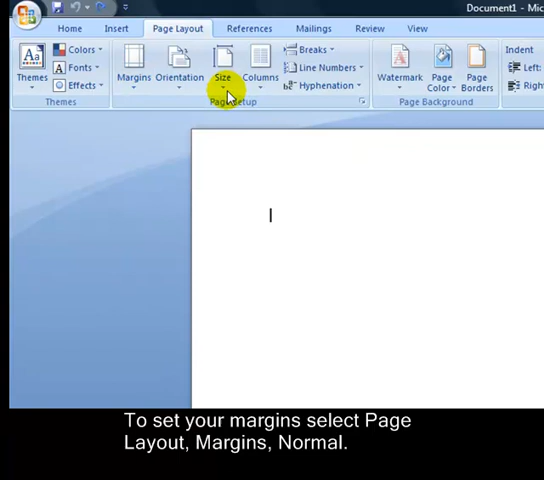 Document1 - Mic
Home Insert Page Layout References Mailings Review View
Themes
Colors
Fonts
Effects
Themes
Margins
Orientation
Size
Columns
Breaks
Line Numbers
Hyphenation
Page Setup
Watermark
Page
Color
Page
Borders
Page Background
Indent
Left:
Righ
To set your margins select Page
Layout, Margins, Normal.